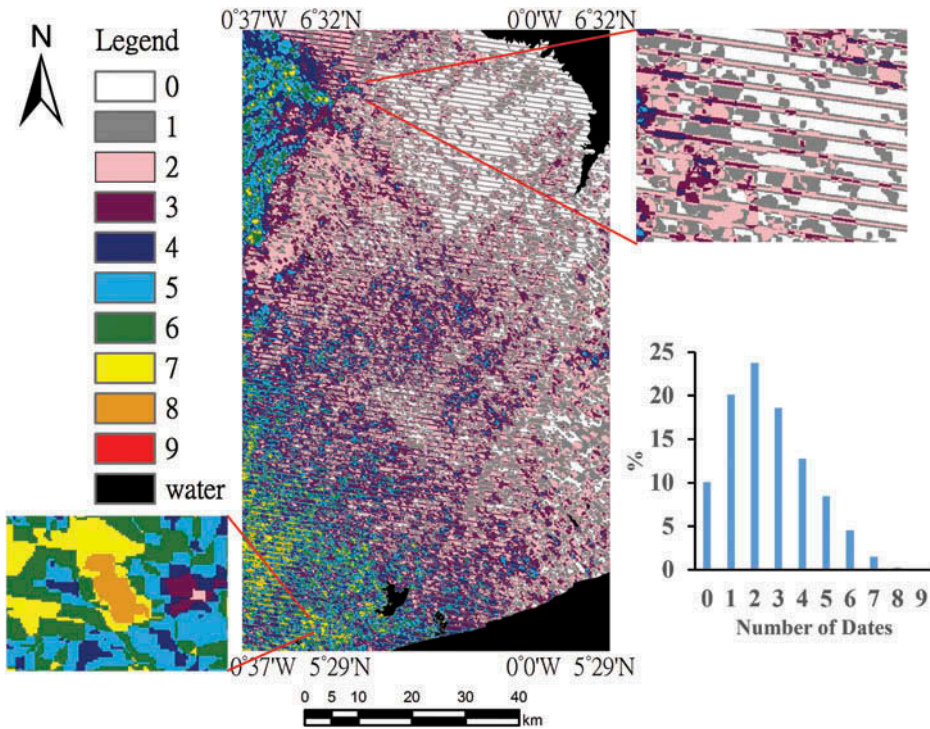 N
Legend
0
1
2
3
4
5
6
7
8
9
water
0°37'W 6°32'N
0°0'W 6°32'N
0°37'W 5°29'N
0°0'W 5°29'N
0 5 10 20 30 40
km
25
20
15
10
5
0
%
0 1 2 3 4 5 6 7 8 9
Number of Dates